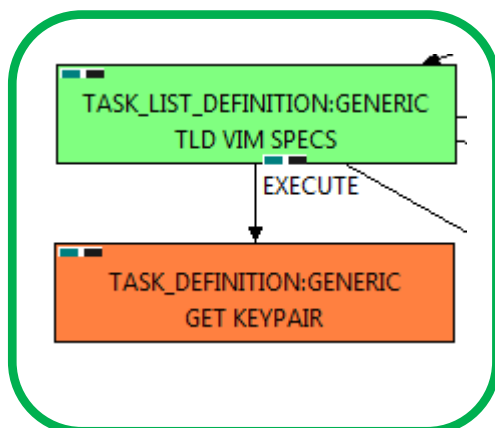 TASK_LIST_DEFINITION:GENERIC
TLD VIM SPECS
EXECUTE
TASK_DEFINITION:GENERIC
GET KEYPAIR